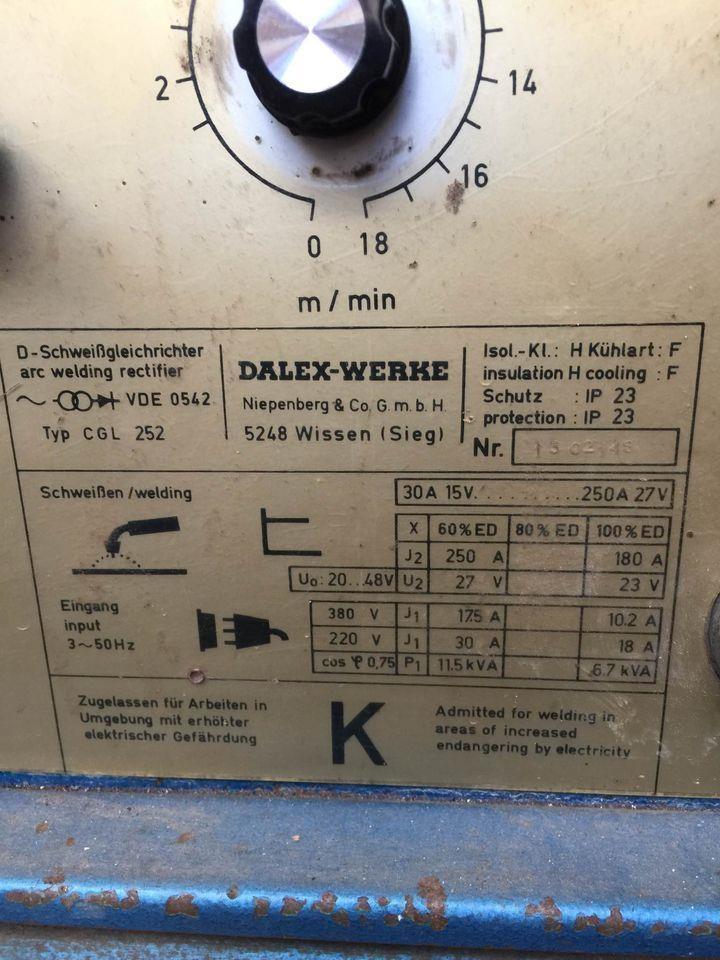 2
14
16
0 18
m / min
D-Schweißgleichrichter
arc welding rectifier
VDE 0542
Typ CGL 252
DALEX-WERKE
Niepenberg & Co. G. m. b. H.
5248 Wissen (Sieg)
Isol.-Kl.: H Kühlart: F
insulation H cooling : F
Schutz : IP 23
protection : IP 23
Nr.
Schweißen /welding
30A 15V...........250A 27V
X 60% ED 80% ED 100% ED
J2 250 A 180 A
U0: 20...48V U2 27 V 23 V
Eingang
input
3~50Hz
380 V J1 17.5 A 10.2 A
220 V J1 30 A 18 A
cos φ 0,75 P1 11.5 kVA 6.7 kVA
Zugelassen für Arbeiten in
Umgebung mit erhöhter
elektrischer Gefährdung
K
Admitted for welding in
areas of increased
endangering by electricity